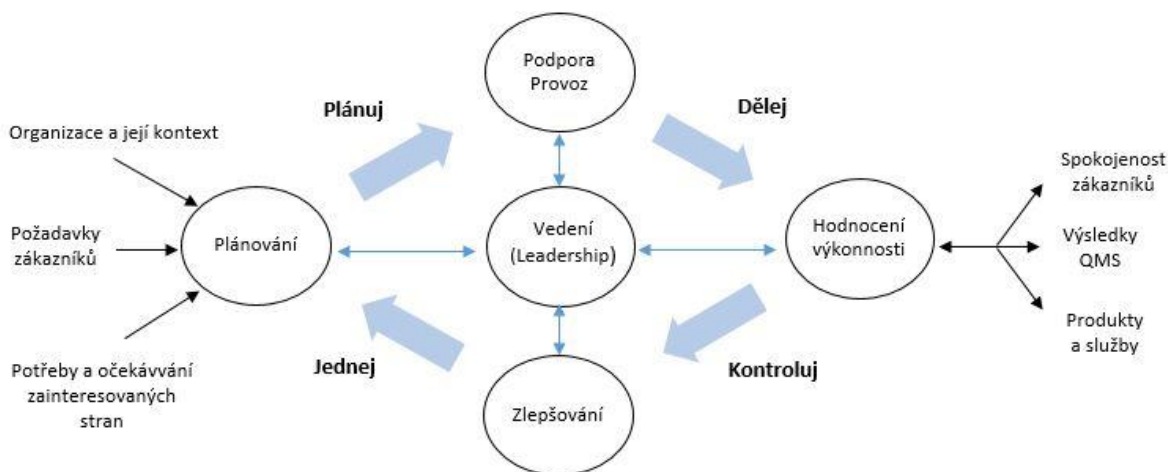 Podpora
Provoz
Plánuj
Dělej
Organizace a její kontext
Spokojenost
zákazníků
Požadavky
zákazníků
Plánování
Vedení
(Leadership)
Hodnocení
výkonnosti
Výsledky
QMS
Potřeby a očekávvání
zainteresovaných
stran
Jednej
Kontroluj
Produkty
a služby
Zlepšování